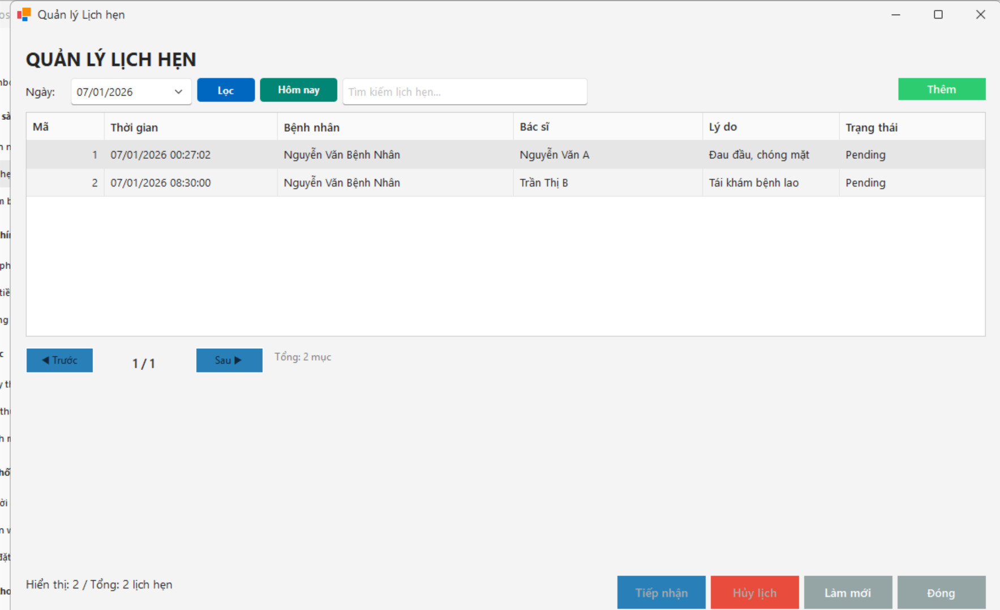 Quản lý Lịch hẹn
QUẢN LÝ LỊCH HẸN
Ngày: 07/01/2026 Lọc Hôm nay Tìm kiếm lịch hẹn... Thêm
Mã Thời gian Bệnh nhân Bác sĩ Lý do Trạng thái
1 07/01/2026 00:27:02 Nguyễn Văn Bệnh Nhân Nguyễn Văn A Đau đầu, chóng mặt Pending
2 07/01/2026 08:30:00 Nguyễn Văn Bệnh Nhân Trần Thị B Tái khám bệnh lao Pending
◀ Trước 1 / 1 Sau ▶ Tổng: 2 mục
Hiển thị: 2 / Tổng: 2 lịch hẹn Tiếp nhận Hủy lịch Làm mới Đóng